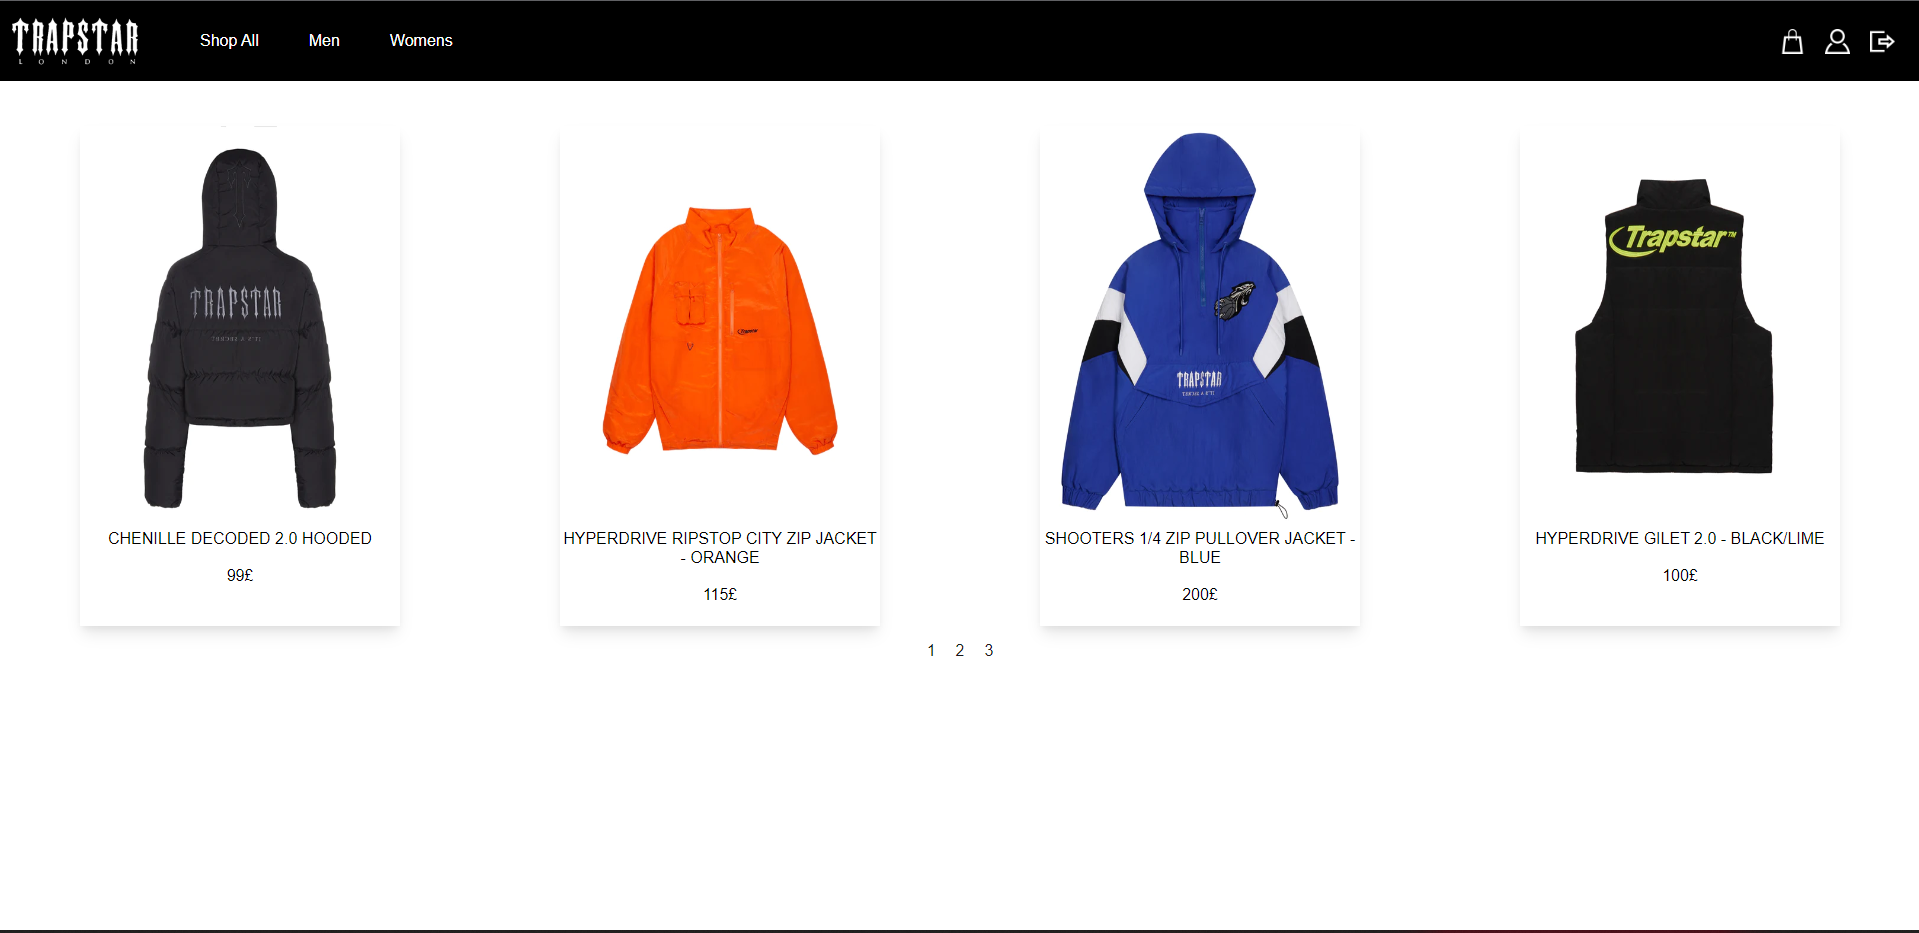 TRAPSTAR
LONDON
Shop All
Men
Womens
TRAPSTAR
Trapstar
TRAPSTAR
Trapstar™
CHENILLE DECODED 2.0 HOODED
99£
HYPERDRIVE RIPSTOP CITY ZIP JACKET
- ORANGE
115£
SHOOTERS 1/4 ZIP PULLOVER JACKET -
BLUE
200£
HYPERDRIVE GILET 2.0 - BLACK/LIME
100£
1 2 3